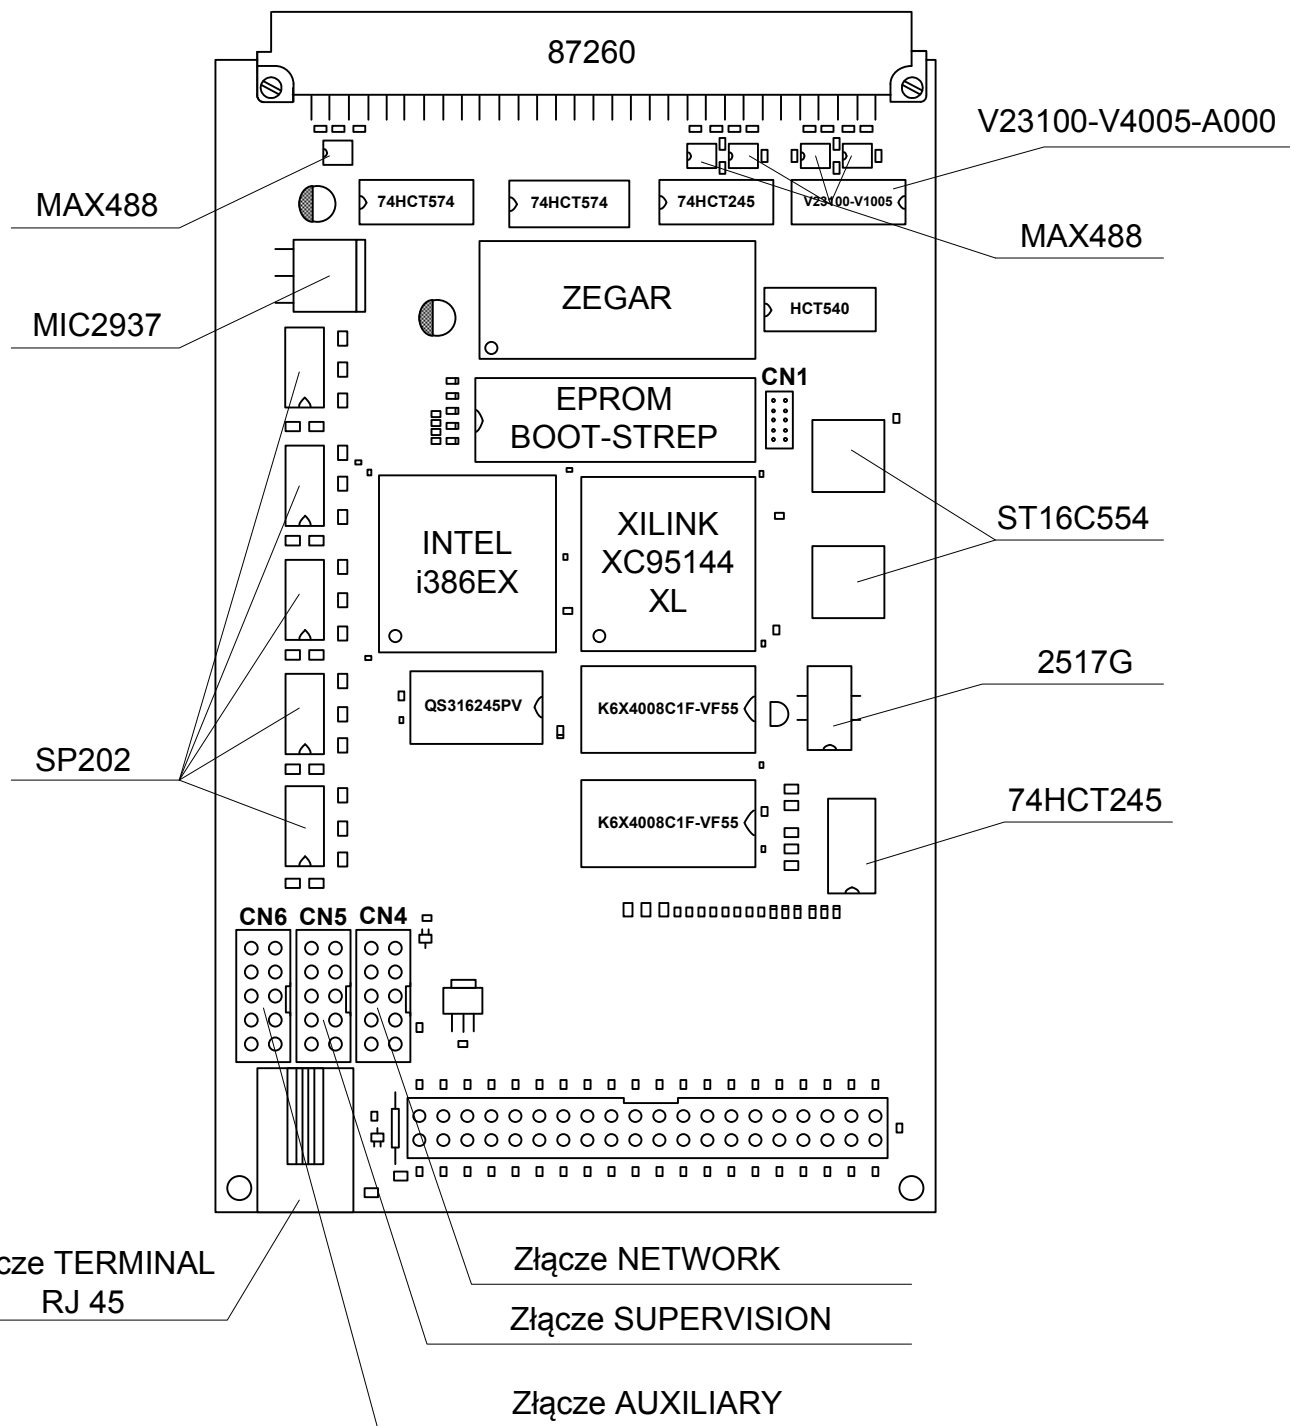 87260
V23100-V4005-A000
MAX488
74HCT574
74HCT574
74HCT245
V23100-V1005
MAX488
MIC2937
ZEGAR
HCT540
CN1
EPROM
BOOT-STREP
INTEL
i386EX
XILINK
XC95144
XL
ST16C554
2517G
QS316245PV
K6X4008C1F-VF55
SP202
K6X4008C1F-VF55
74HCT245
CN6 CN5 CN4
cze TERMINAL
RJ 45
Złącze NETWORK
Złącze SUPERVISION
Złącze AUXILIARY